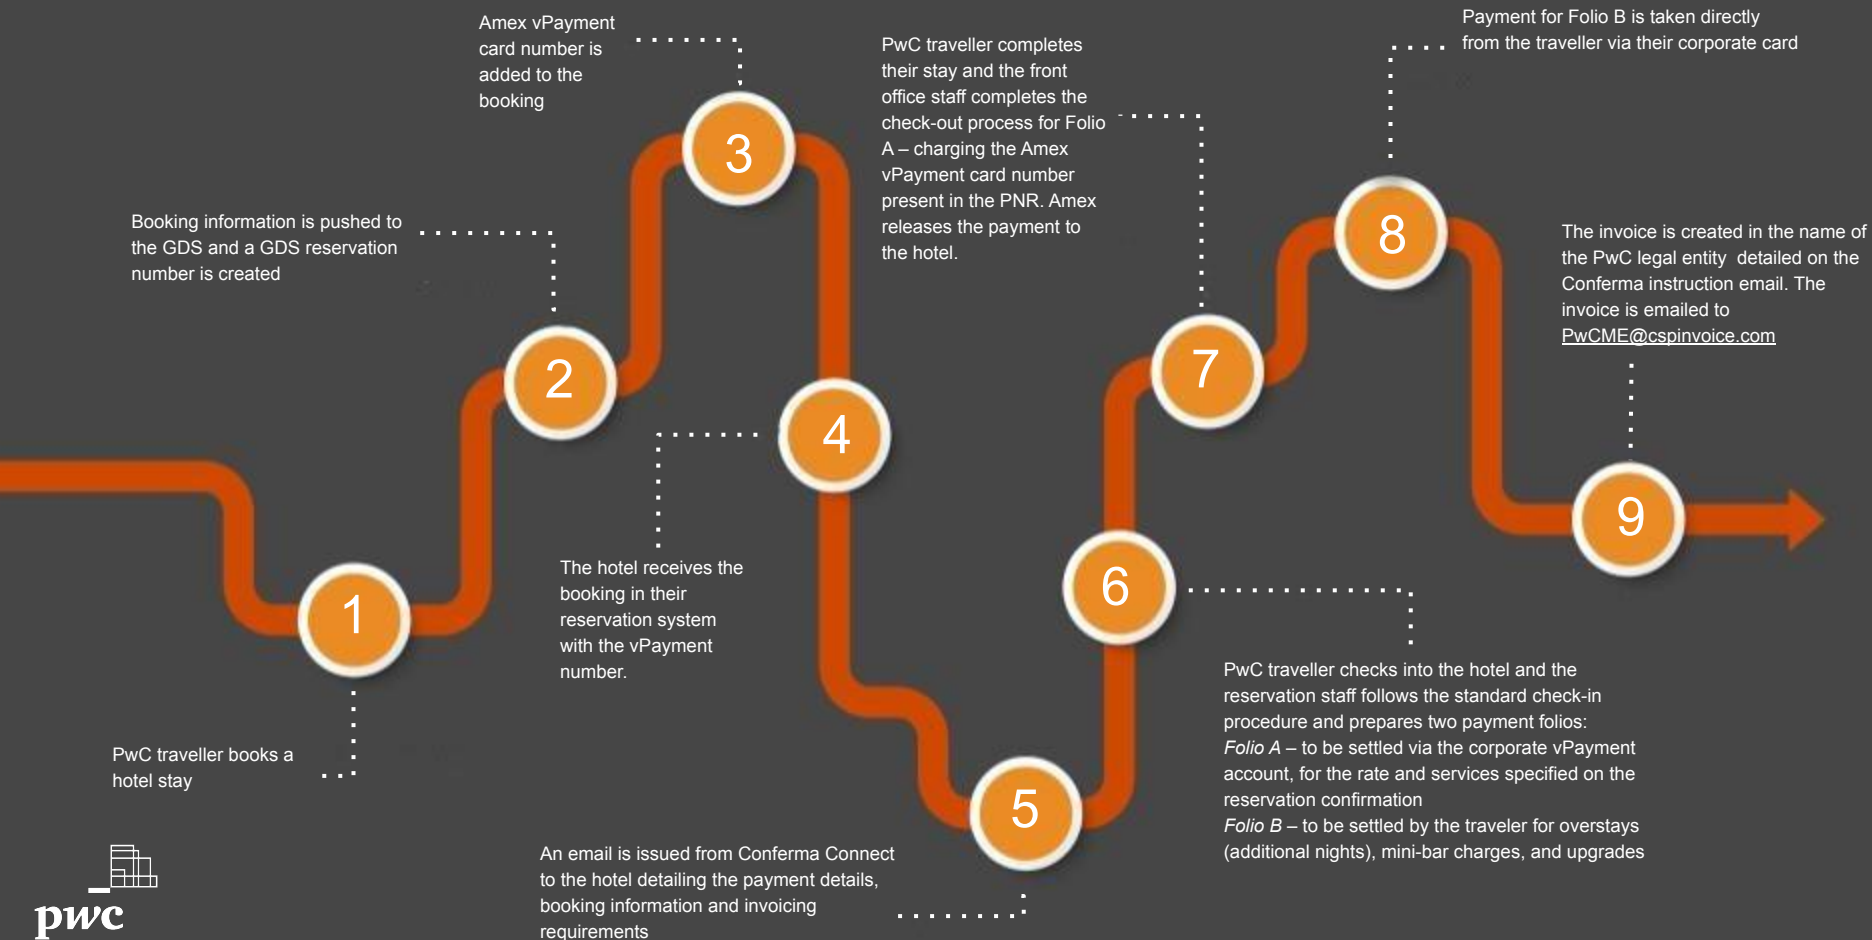 PwC traveller books a
hotel stay
1
Booking information is pushed to
the GDS and a GDS reservation
number is created
2
Amex vPayment
card number is
added to the
booking
3
The hotel receives the
booking in their
reservation system
with the vPayment
number.
4
An email is issued from Conferma Connect
to the hotel detailing the payment details,
booking information and invoicing
requirements
5
PwC traveller checks into the hotel and the
reservation staff follows the standard check-in
procedure and prepares two payment folios:
Folio A – to be settled via the corporate vPayment
account, for the rate and services specified on the
reservation confirmation
Folio B – to be settled by the traveler for overstays
(additional nights), mini-bar charges, and upgrades
6
PwC traveller completes
their stay and the front
office staff completes the
check-out process for Folio
A – charging the Amex
vPayment card number
present in the PNR. Amex
releases the payment to
the hotel.
7
Payment for Folio B is taken directly
from the traveller via their corporate card
8
The invoice is created in the name of
the PwC legal entity  detailed on the
Conferma instruction email. The
invoice is emailed to
PwCME@cspinvoice.com
9
pwc